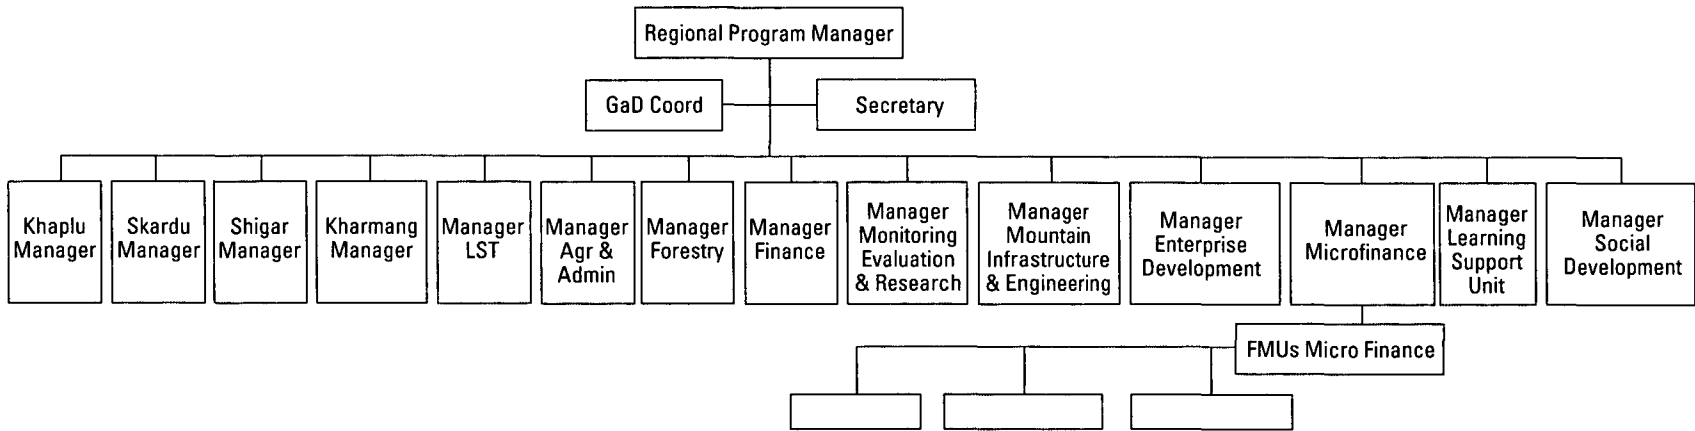 Regional Program Manager
GaD Coord
Secretary
Khaplu
Manager
Skardu
Manager
Shigar
Manager
Kharmang
Manager
Manager
LST
Manager
Agr &
Admin
Manager
Forestry
Manager
Finance
Manager
Monitoring
Evaluation
& Research
Manager
Mountain
Infrastructure
& Engineering
Manager
Enterprise
Development
Manager
Microfinance
Manager
Learning
Support
Unit
Manager
Social
Development
FMUs Micro Finance